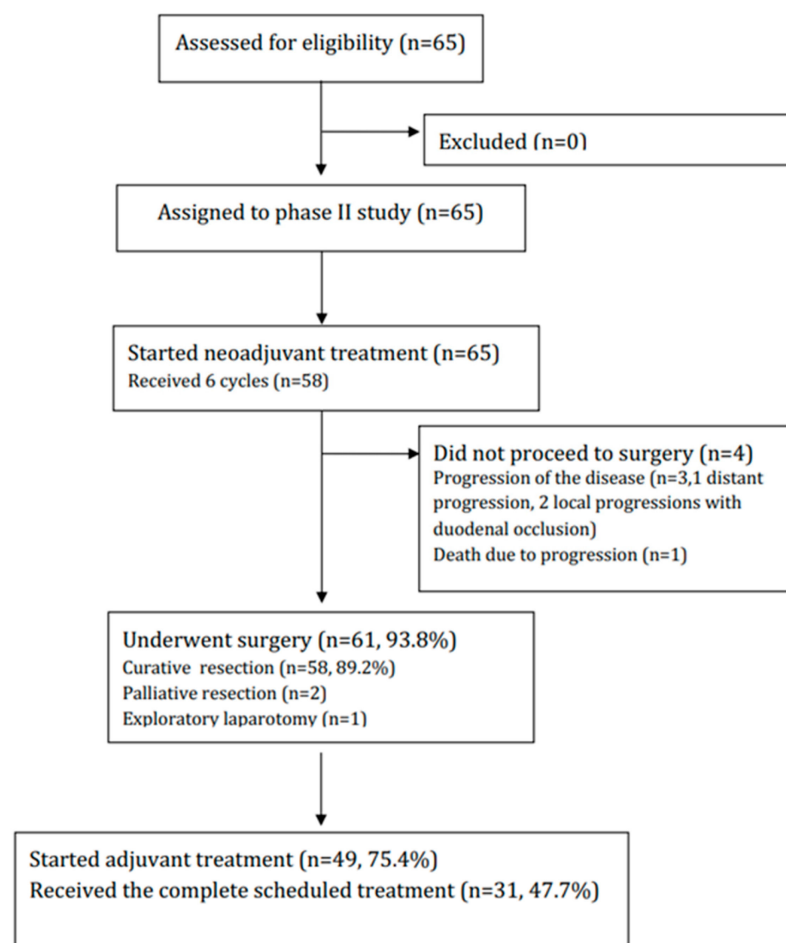 Assessed for eligibility (n=65)
Excluded (n=0)
Assigned to phase II study (n=65)
Started neoadjuvant treatment (n=65)
Received 6 cycles (n=58)
Did not proceed to surgery (n=4)
Progression of the disease (n=3,1 distant
progression, 2 local progressions with
duodenal occlusion)
Death due to progression (n=1)
Underwent surgery (n=61, 93.8%)
Curative resection (n=58, 89.2%)
Palliative resection (n=2)
Exploratory laparotomy (n=1)
Started adjuvant treatment (n=49, 75.4%)
Received the complete scheduled treatment (n=31, 47.7%)